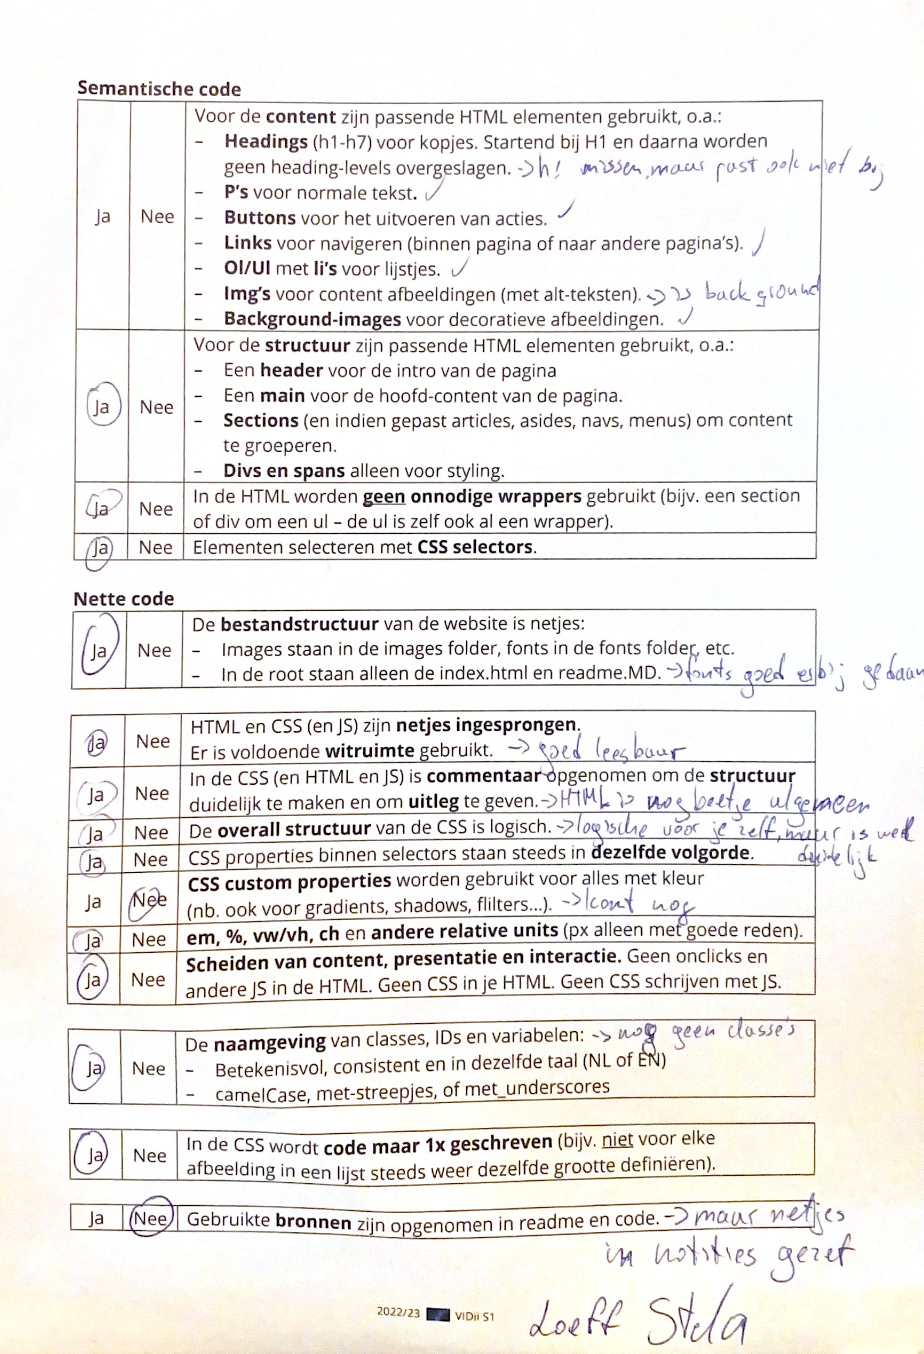 Semantische code
Voor de content zijn passende HTML elementen gebruikt, o.a.:
– Headings (h1-h7) voor kopjes. Startend bij H1 en daarna worden
geen heading-levels overgeslagen. -> h1 missen, maar past ook niet bij
– P's voor normale tekst. ✓
Ja Nee – Buttons voor het uitvoeren van acties. ✓
– Links voor navigeren (binnen pagina of naar andere pagina's). ✓
– Ol/Ul met li's voor lijstjes. ✓
– Img's voor content afbeeldingen (met alt-teksten). -> is background
– Background-images voor decoratieve afbeeldingen. ✓
Voor de structuur zijn passende HTML elementen gebruikt, o.a.:
– Een header voor de intro van de pagina
– Een main voor de hoofd-content van de pagina.
Ja Nee – Sections (en indien gepast articles, asides, navs, menus) om content
te groeperen.
– Divs en spans alleen voor styling.
Ja Nee In de HTML worden geen onnodige wrappers gebruikt (bijv. een section
of div om een ul – de ul is zelf ook al een wrapper).
Ja Nee Elementen selecteren met CSS selectors.
Nette code
De bestandstructuur van de website is netjes:
Ja Nee – Images staan in de images folder, fonts in de fonts folder, etc.
– In de root staan alleen de index.html en readme.MD. -> fonts goed erbij gedaan
HTML en CSS (en JS) zijn netjes ingesprongen.
Ja Nee Er is voldoende witruimte gebruikt. -> goed leesbaar
In de CSS (en HTML en JS) is commentaar opgenomen om de structuur
Ja Nee duidelijk te maken en om uitleg te geven. -> HTML is nog beetje algemeen
Ja Nee De overall structuur van de CSS is logisch. -> logische voor je zelf, maar is wel
duidelijk
Ja Nee CSS properties binnen selectors staan steeds in dezelfde volgorde.
CSS custom properties worden gebruikt voor alles met kleur
Ja Nee (nb. ook voor gradients, shadows, flilters...). -> komt nog
Ja Nee em, %, vw/vh, ch en andere relative units (px alleen met goede reden).
Scheiden van content, presentatie en interactie. Geen onclicks en
Ja Nee andere JS in de HTML. Geen CSS in je HTML. Geen CSS schrijven met JS.
De naamgeving van classes, IDs en variabelen: -> nog geen classe's
Ja Nee – Betekenisvol, consistent en in dezelfde taal (NL of EN)
– camelCase, met-streepjes, of met_underscores
In de CSS wordt code maar 1x geschreven (bijv. niet voor elke
Ja Nee afbeelding in een lijst steeds weer dezelfde grootte definiëren).
Ja Nee Gebruikte bronnen zijn opgenomen in readme en code. -> maar netjes
in notities gezet
2022/23 VIDii S1
Loeff Stela